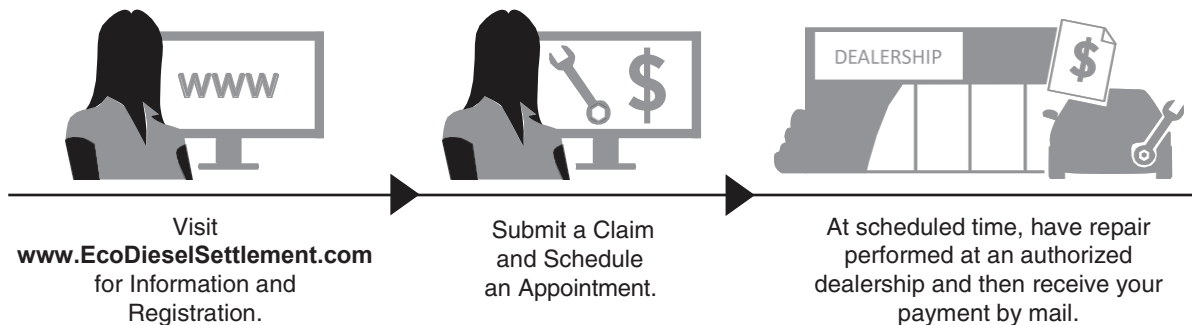 WWW
$
DEALERSHIP
$
Visit
www.EcoDieselSettlement.com
for Information and
Registration.
Submit a Claim
and Schedule
an Appointment.
At scheduled time, have repair
performed at an authorized
dealership and then receive your
payment by mail.